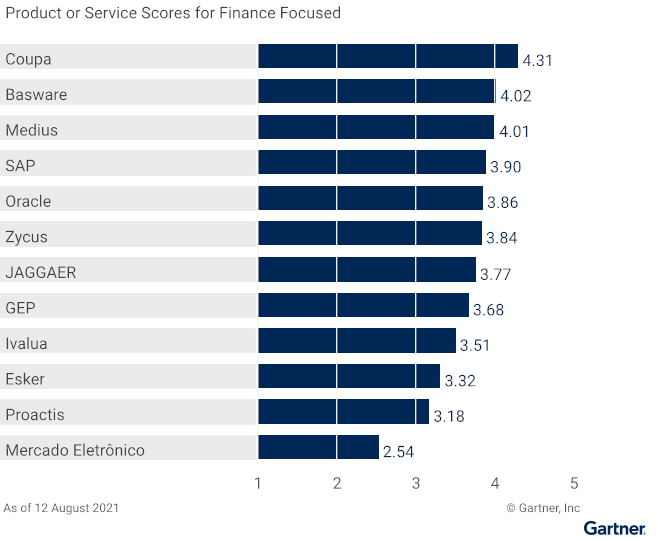 Product or Service Scores for Finance Focused
Coupa 4.31
Basware 4.02
Medius 4.01
SAP 3.90
Oracle 3.86
Zycus 3.84
JAGGAER 3.77
GEP 3.68
Ivalua 3.51
Esker 3.32
Proactis 3.18
Mercado Eletrônico 2.54
1 2 3 4 5
As of 12 August 2021 © Gartner, Inc
Gartner.